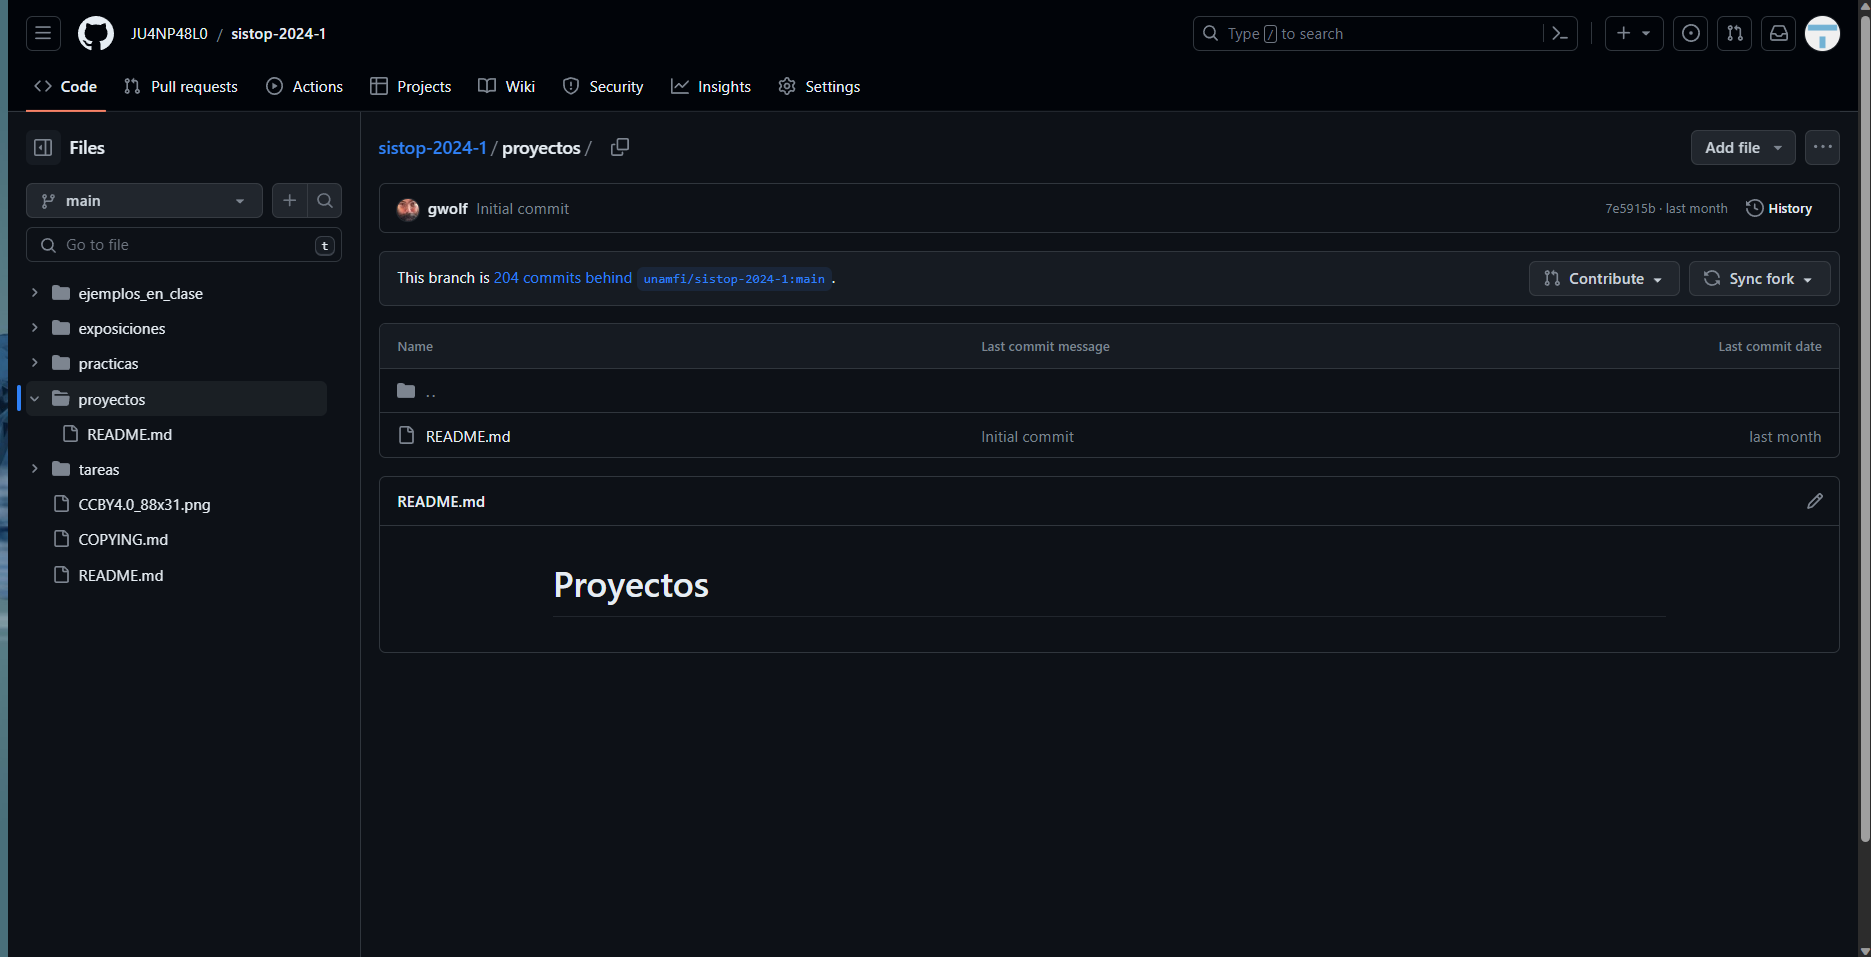 JU4NP48L0 / sistop-2024-1
Type / to search
Code
Pull requests
Actions
Projects
Wiki
Security
Insights
Settings
Files
main
Go to file
t
ejemplos_en_clase
exposiciones
practicas
proyectos
README.md
tareas
CCBY4.0_88x31.png
COPYING.md
README.md
sistop-2024-1 / proyectos /
Add file
gwolf Initial commit
7e5915b · last month
History
This branch is 204 commits behind unamfi/sistop-2024-1:main .
Contribute
Sync fork
Name
Last commit message
Last commit date
..
README.md
Initial commit
last month
README.md
Proyectos